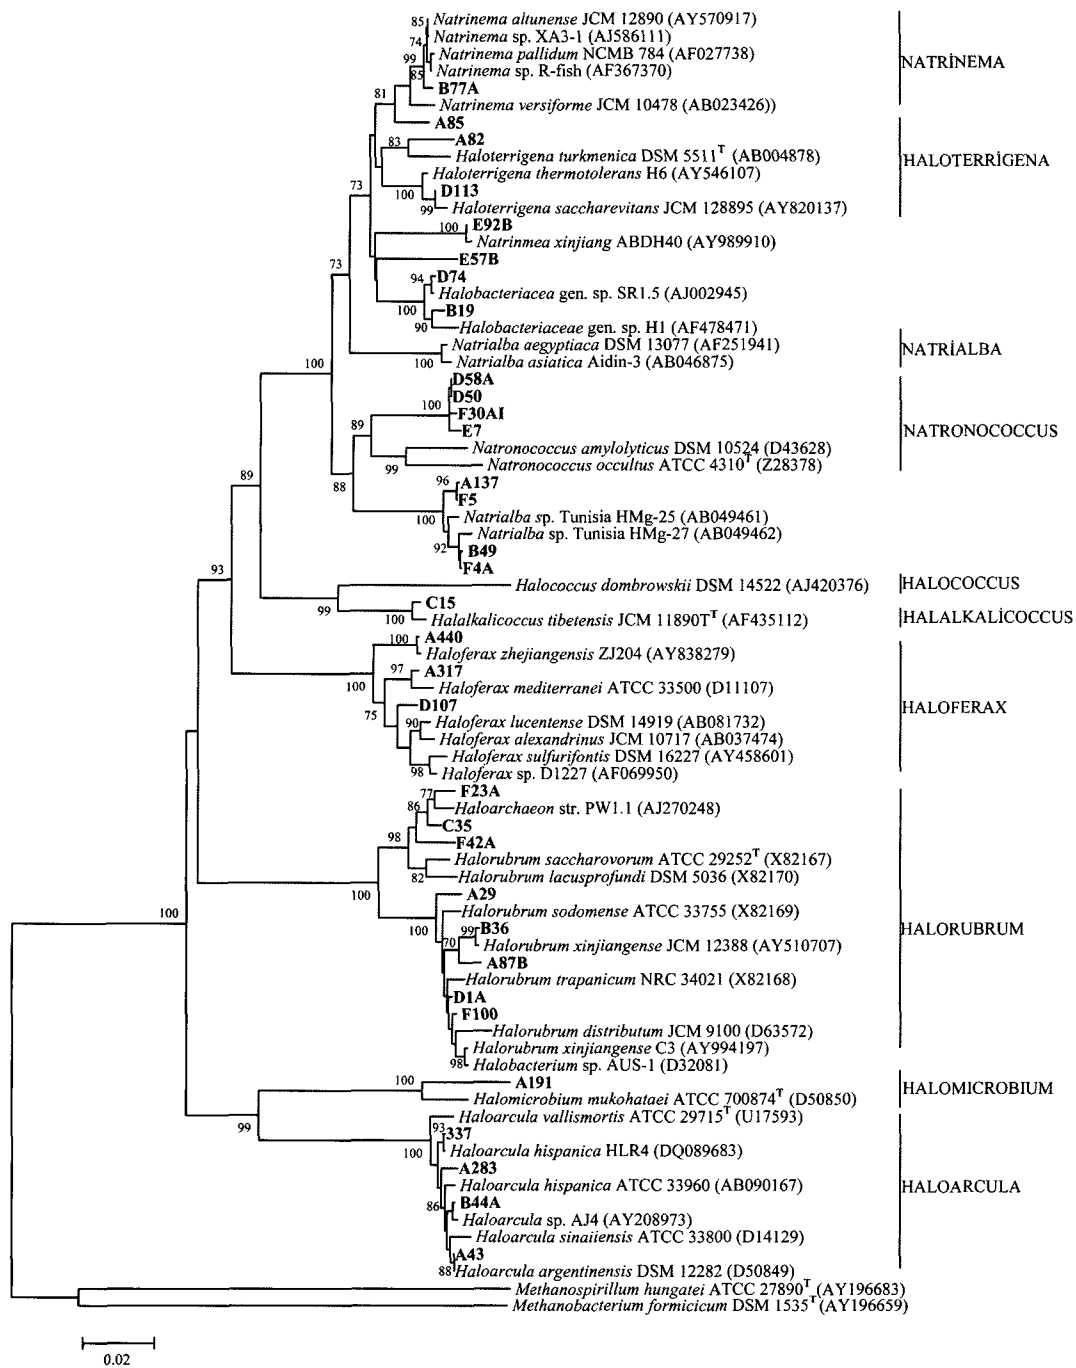 85 Natrinema altunense JCM 12890 (AY570917)
Natrinema sp. XA3-1 (AJ586111)
74
Natrinema pallidum NCMB 784 (AF027738)
NATRİNEMA
99
Natrinema sp. R-fish (AF367370)
85
B77A
81
Natrinema versiforme JCM 10478 (AB023426))
A85
83
A82
Haloterrigena turkmenica DSM 5511T (AB004878)
HALOTERRİGENA
Haloterrigena thermotolerans H6 (AY546107)
73
100
D113
99 Haloterrigena saccharevitans JCM 128895 (AY820137)
100
E92B
Natrinmea xinjiang ABDH40 (AY989910)
73
E57B
94 D74
Halobacteriacea gen. sp. SR1.5 (AJ002945)
100
B19
90 Halobacteriaceae gen. sp. H1 (AF478471)
Natrialba aegyptiaca DSM 13077 (AF251941)
NATRİALBA
100
100 Natrialba asiatica Aidin-3 (AB046875)
D58A
D50
100
F30AI
89
E7
NATRONOCOCCUS
Natronococcus amylolyticus DSM 10524 (D43628)
99 Natronococcus occultus ATCC 4310T (Z28378)
89
88
96 A137
F5
100 Natrialba sp. Tunisia HMg-25 (AB049461)
Natrialba sp. Tunisia HMg-27 (AB049462)
92 B49
F4A
93
Halococcus dombrowskii DSM 14522 (AJ420376)
HALOCOCCUS
99
C15
100 Halalkalicoccus tibetensis JCM 11890TT (AF435112)
HALALKALİCOCCUS
100 A440
Haloferax zhejiangensis ZJ204 (AY838279)
97 A317
100
Haloferax mediterranei ATCC 33500 (D11107)
75
D107
HALOFERAX
90 Haloferax lucentense DSM 14919 (AB081732)
Haloferax alexandrinus JCM 10717 (AB037474)
Haloferax sulfurifontis DSM 16227 (AY458601)
98 Haloferax sp. D1227 (AF069950)
77 F23A
86 Haloarchaeon str. PW1.1 (AJ270248)
C35
98
F42A
Halorubrum saccharovorum ATCC 29252T (X82167)
82 Halorubrum lacusprofundi DSM 5036 (X82170)
100
A29
100
Halorubrum sodomense ATCC 33755 (X82169)
100
99 B36
HALORUBRUM
70 Halorubrum xinjiangense JCM 12388 (AY510707)
A87B
Halorubrum trapanicum NRC 34021 (X82168)
D1A
F100
Halorubrum distributum JCM 9100 (D63572)
Halorubrum xinjiangense C3 (AY994197)
98 Halobacterium sp. AUS-1 (D32081)
100
A191
HALOMICROBIUM
Halomicrobium mukohataei ATCC 700874T (D50850)
99
Haloarcula vallismortis ATCC 29715T (U17593)
93 337
100 Haloarcula hispanica HLR4 (DQ089683)
A283
Haloarcula hispanica ATCC 33960 (AB090167)
HALOARCULA
86 B44A
Haloarcula sp. AJ4 (AY208973)
Haloarcula sinaiiensis ATCC 33800 (D14129)
A43
88 Haloarcula argentinensis DSM 12282 (D50849)
Methanospirillum hungatei ATCC 27890T (AY196683)
Methanobacterium formicicum DSM 1535T (AY196659)
0.02